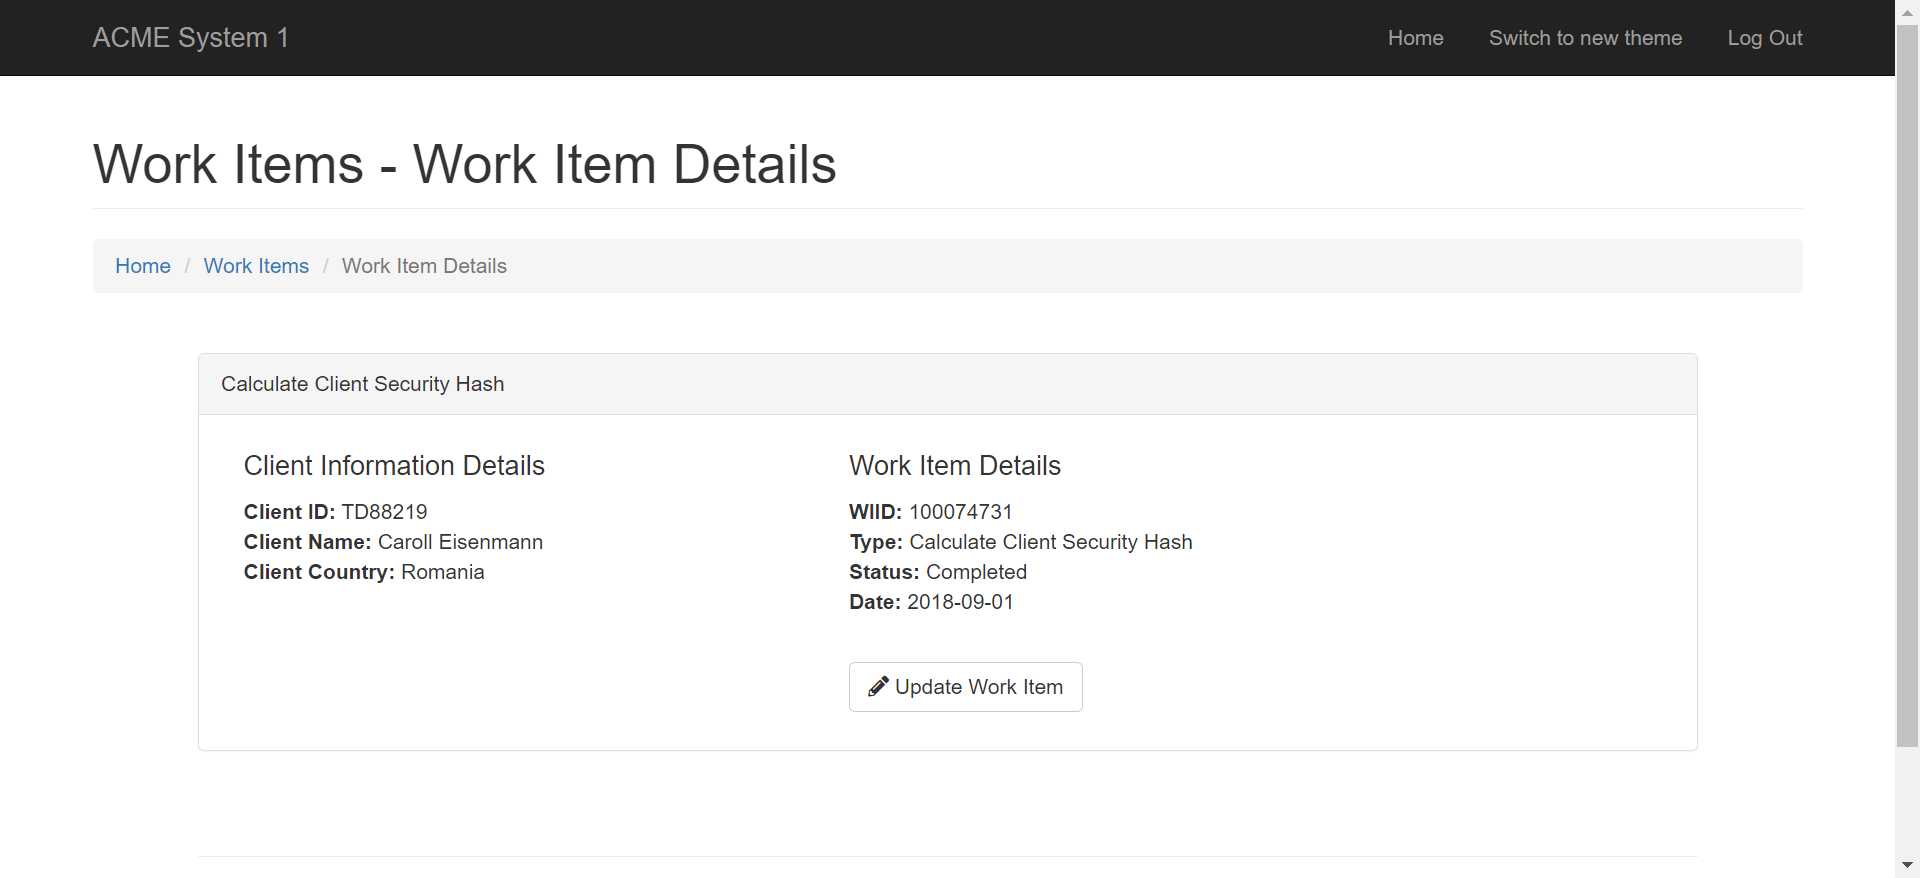 ACME System 1
Home Switch to new theme Log Out
Work Items - Work Item Details
Home / Work Items / Work Item Details
Calculate Client Security Hash
Client Information Details
Client ID: TD88219
Client Name: Caroll Eisenmann
Client Country: Romania
Work Item Details
WIID: 100074731
Type: Calculate Client Security Hash
Status: Completed
Date: 2018-09-01
Update Work Item